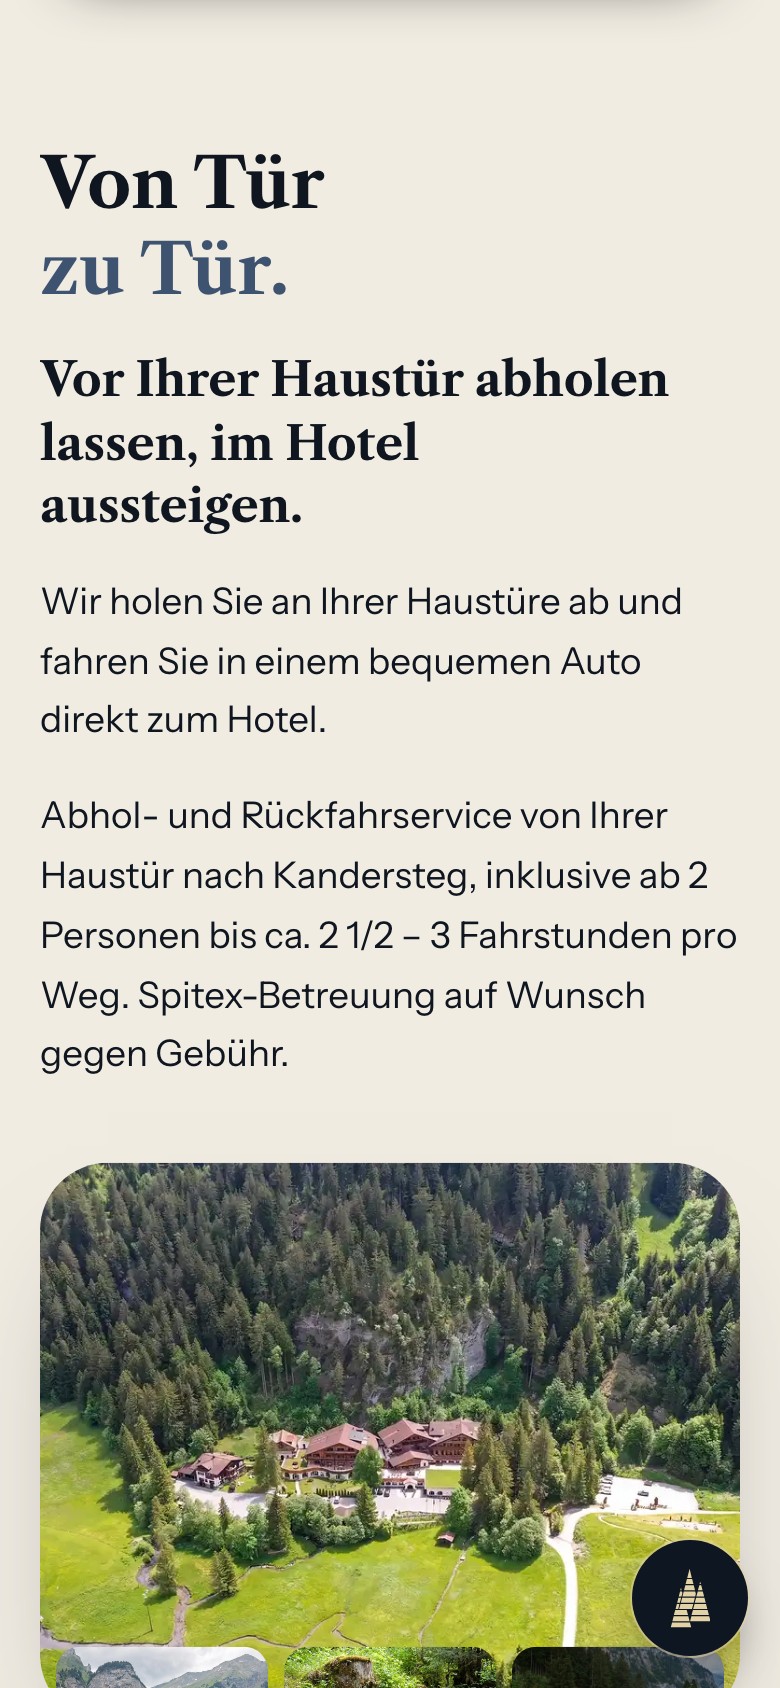 Von Tür
zu Tür.
Vor Ihrer Haustür abholen
lassen, im Hotel
aussteigen.
Wir holen Sie an Ihrer Haustüre ab und
fahren Sie in einem bequemen Auto
direkt zum Hotel.
Abhol- und Rückfahrservice von Ihrer
Haustür nach Kandersteg, inklusive ab 2
Personen bis ca. 2 1/2 – 3 Fahrstunden pro
Weg. Spitex-Betreuung auf Wunsch
gegen Gebühr.